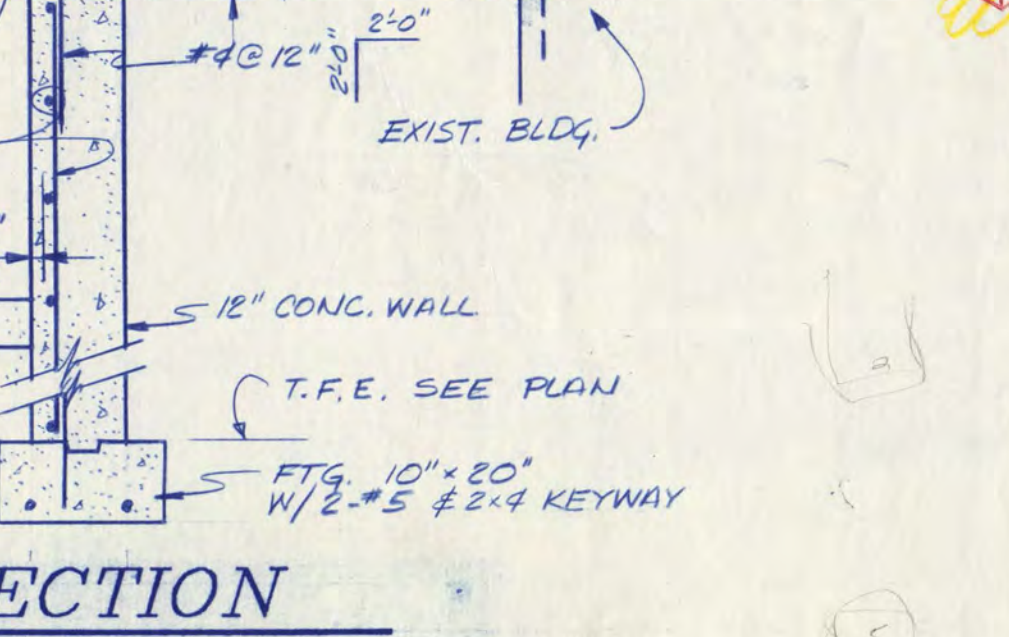 2'-0"
#4@12"
2'-0"
EXIST. BLDG.
12" CONC. WALL
T.F.E. SEE PLAN
FTG. 10"x20"
W/2-#5 & 2x4 KEYWAY
ECTION